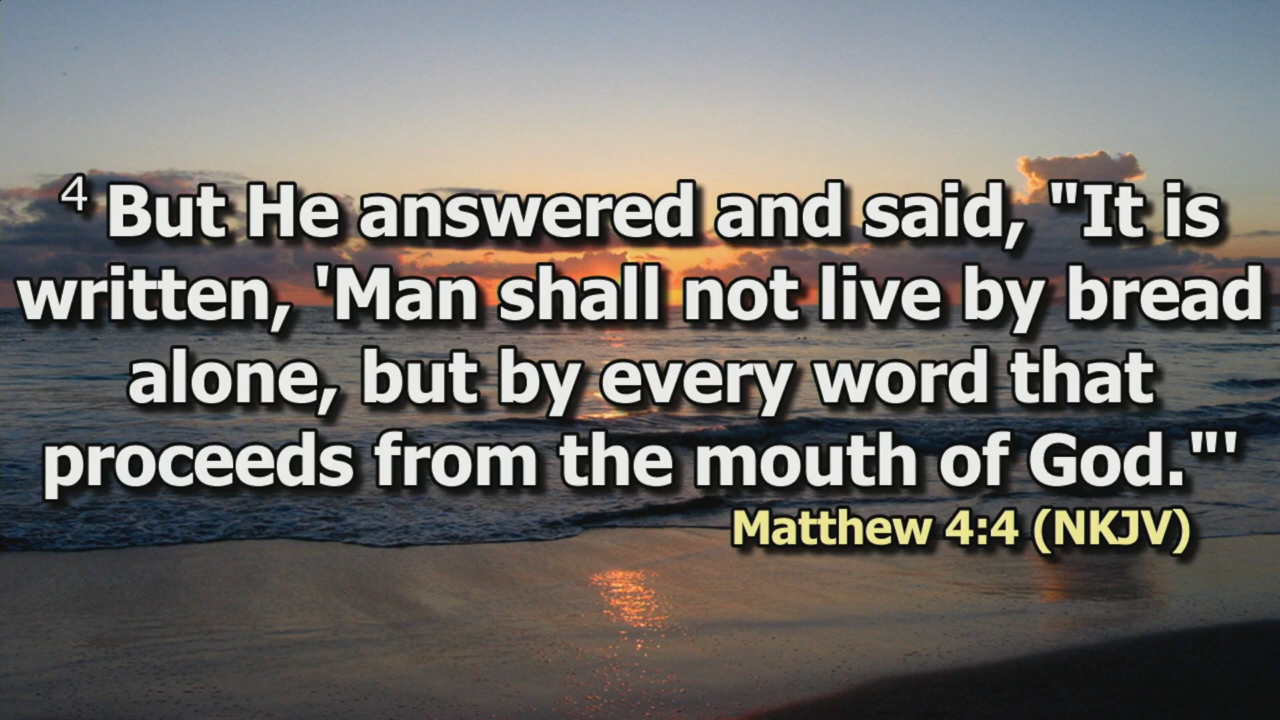 4 But He answered and said, "It is
written, 'Man shall not live by bread
alone, but by every word that
proceeds from the mouth of God."'
Matthew 4:4 (NKJV)